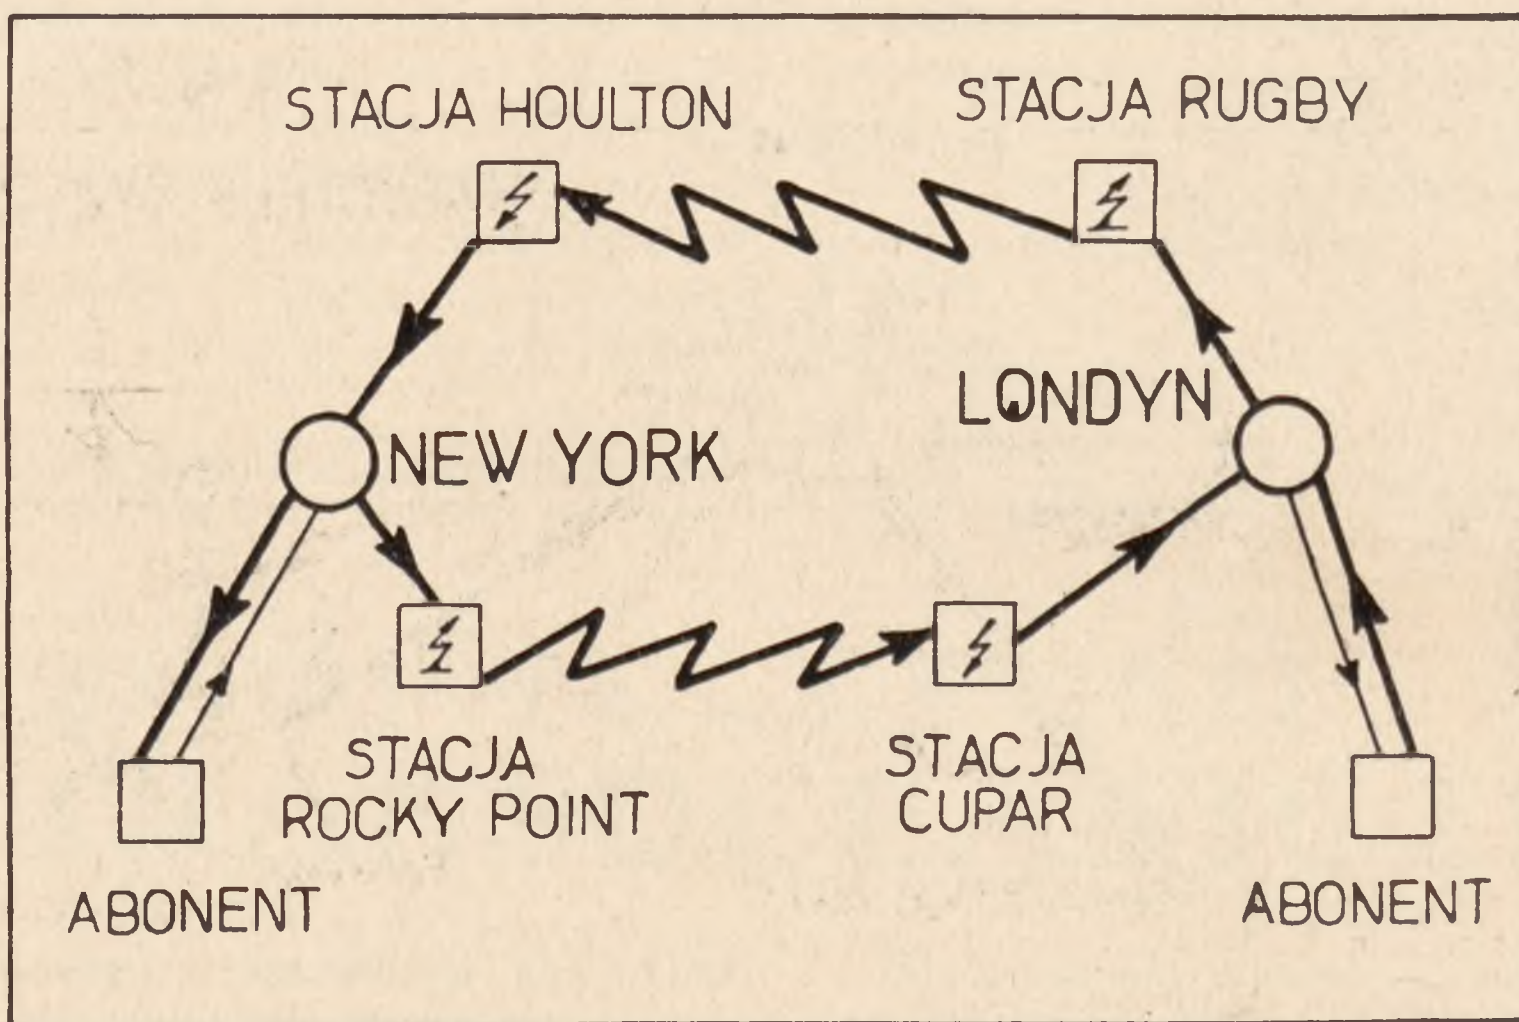 STACJA HOULTON
STACJA RUGBY
LONDYN
NEW YORK
STACJA
ROCKY POINT
STACJA
CUPAR
ABONENT
ABONENT